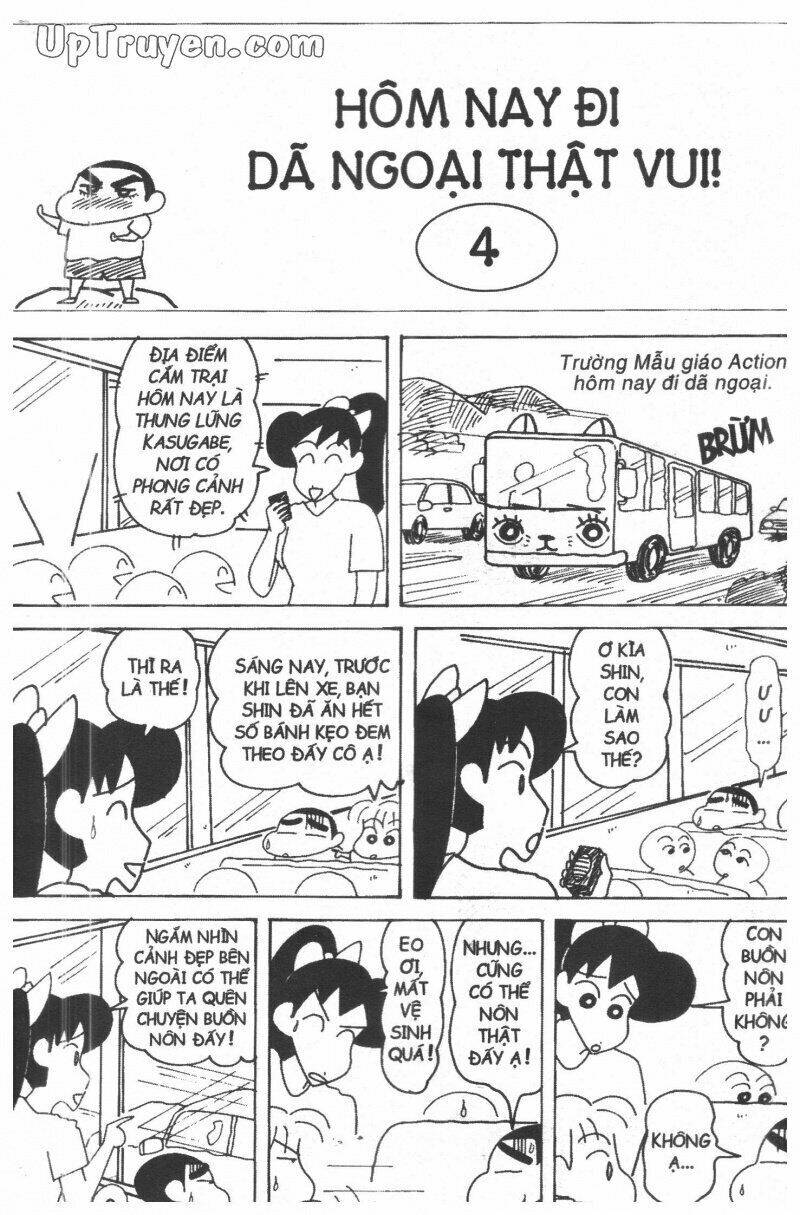 UpTruyen.com
HÔM NAY ĐI
DÃ NGOẠI THẬT VUI!
4
Trường Mẫu giáo Action
hôm nay đi dã ngoại.
BRỪM
ĐỊA ĐIỂM
CẮM TRẠI
HÔM NAY LÀ
THUNG LŨNG
KASUGABE,
NƠI CÓ
PHONG CẢNH
RẤT ĐẸP.
Ư
Ư
...
Ơ KÌA
SHIN,
CON
LÀM
SAO
THẾ?
SÁNG NAY, TRƯỚC
KHI LÊN XE, BẠN
SHIN ĐÃ ĂN HẾT
SỐ BÁNH KẸO ĐEM
THEO ĐẤY CÔ Ạ!
THÌ RA
LÀ THẾ!
CON
BUỒN
NÔN
PHẢI
KHÔNG
?
KHÔNG
Ạ...
NHƯNG...
CŨNG
CÓ THỂ
NÔN
THẬT
ĐẤY Ạ!
EO
ƠI,
MẤT
VỆ
SINH
QUÁ!
NGẮM NHÌN
CẢNH ĐẸP BÊN
NGOÀI CÓ THỂ
GIÚP TA QUÊN
CHUYỆN BUỒN
NÔN ĐẤY!